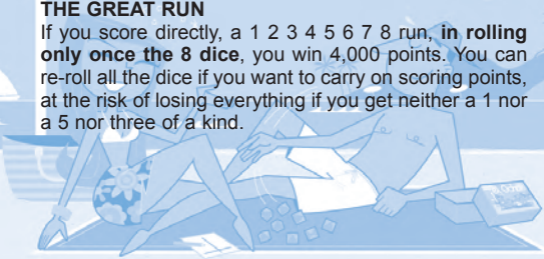 THE GREAT RUN
If you score directly, a 1 2 3 4 5 6 7 8 run, in rolling
only once the 8 dice, you win 4,000 points. You can
re-roll all the dice if you want to carry on scoring points,
at the risk of losing everything if you get neither a 1 nor
a 5 nor three of a kind.